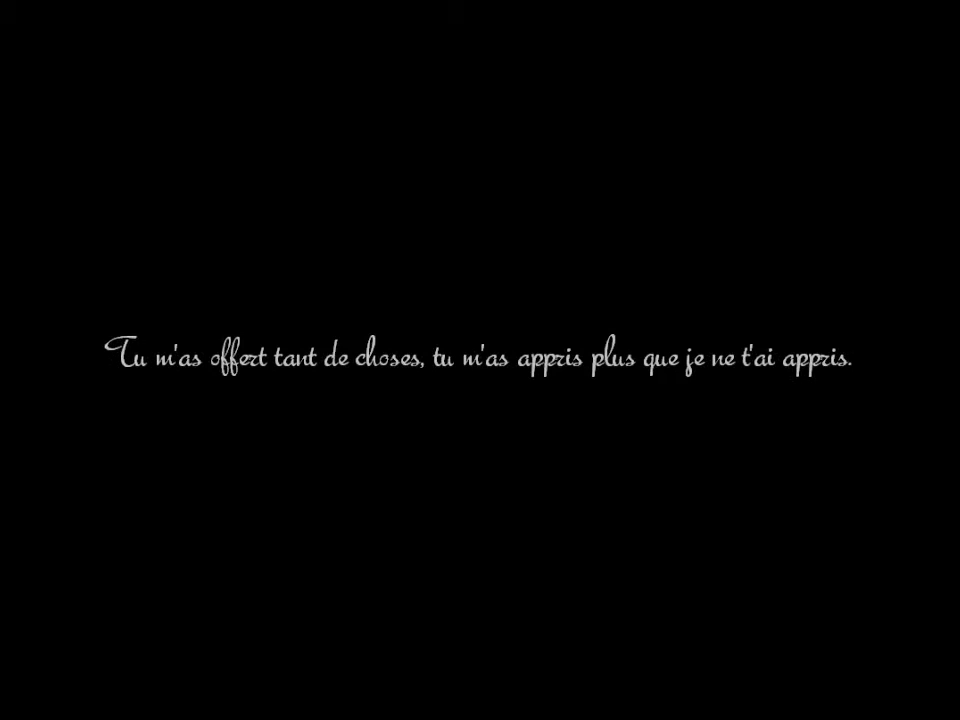 Tu m'as offert tant de choses, tu m'as appris plus que je ne t'ai appris.